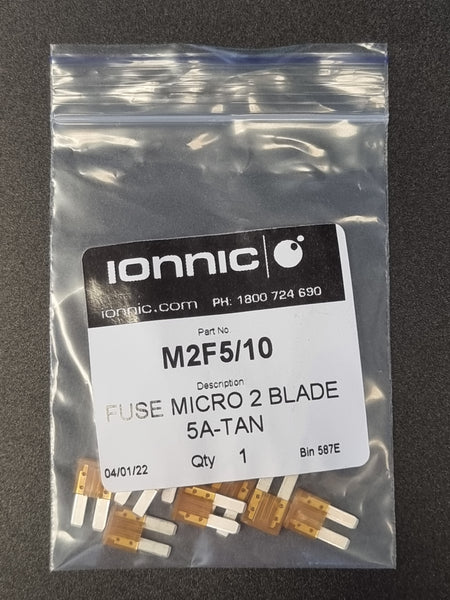 IONNIC
ionnic.com PH: 1800 724 690
Part No
M2F5/10
Description
FUSE MICRO 2 BLADE
5A-TAN
04/01/22 Qty 1 Bin 587E